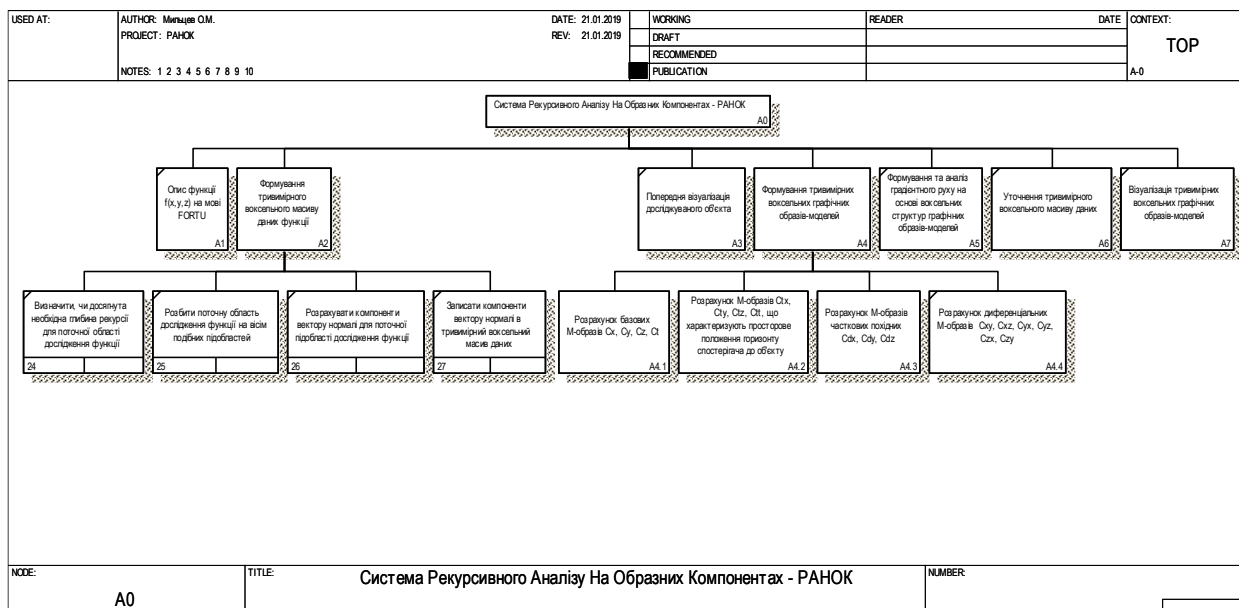 USED AT:
AUTHOR: Мильцев О.М.
DATE: 21.01.2019
PROJECT: РАНОК
REV: 21.01.2019
NOTES: 1 2 3 4 5 6 7 8 9 10
WORKING
DRAFT
RECOMMENDED
PUBLICATION
READER
DATE
CONTEXT:
TOP
A-0
Система Рекурсивного Аналізу На Образних Компонентах - РАНОК
A0
Опис функції
f(x, y, z) на мові
FORTU
A1
Формування
тривимірного
воксельного масиву
даних функції
A2
Попередня візуалізація
досліджуваного об'єкта
A3
Формування тривимірних
воксельних графічних
образів-моделей
A4
Формування та аналіз
градієнтного руху на
основі воксельних
структур графічних
образів-моделей
A5
Уточнення тривимірного
воксельного масиву даних
A6
Візуалізація тривимірних
воксельних графічних
образів-моделей
A7
Визначити, чи досягнута
необхідна глибина рекурсії
для поточної області
дослідження функції
24
Розбити поточну область
дослідження функції на вісім
подібних підобластей
25
Розрахувати компоненти
вектору нормалі для поточної
підобласті дослідження функції
26
Записати компоненти
вектору нормалі в
тривимірний воксельний
масив даних
27
Розрахунок базових
М-образів Cx, Cy, Cz, Ct
A4.1
Розрахунок М-образів Ctx,
Cty, Ctz, Ctt, що
характеризують просторове
положення горизонту
спостерігача до об'єкту
A4.2
Розрахунок М-образів
часткових похідних
Cdx, Cdy, Cdz
A4.3
Розрахунок диференціальних
М-образів Cxy, Cxz, Cyx, Cyz,
Czx, Czy
A4.4
NODE:
A0
TITLE:
Система Рекурсивного Аналізу На Образних Компонентах - РАНОК
NUMBER: